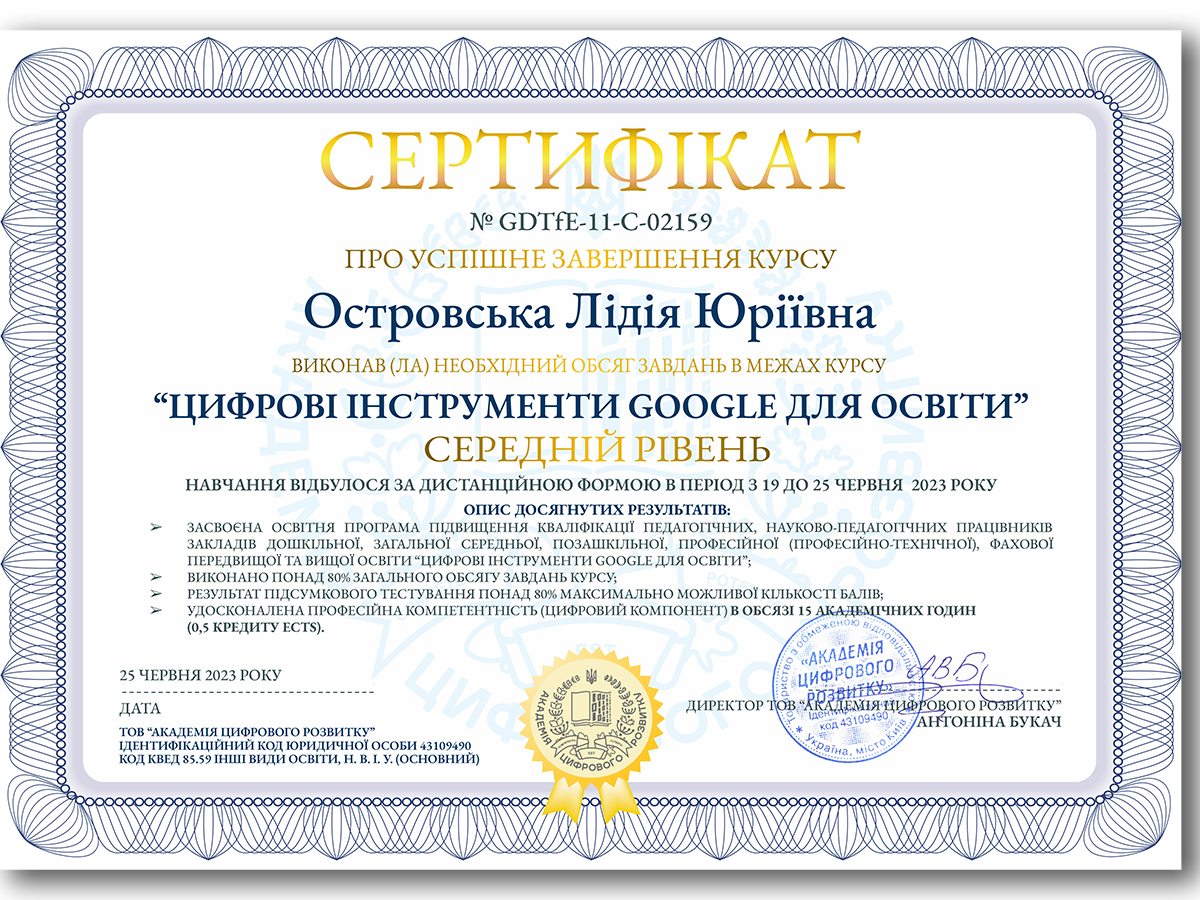 СЕРТИФІКАТ
№ GDTfE-11-С-02159
ПРО УСПІШНЕ ЗАВЕРШЕННЯ КУРСУ
Островська Лідія Юріївна
ВИКОНАВ (ЛА) НЕОБХІДНИЙ ОБСЯГ ЗАВДАНЬ В МЕЖАХ КУРСУ
“ЦИФРОВІ ІНСТРУМЕНТИ GOOGLE ДЛЯ ОСВІТИ”
СЕРЕДНІЙ РІВЕНЬ
НАВЧАННЯ ВІДБУЛОСЯ ЗА ДИСТАНЦІЙНОЮ ФОРМОЮ В ПЕРІОД З 19 ДО 25 ЧЕРВНЯ 2023 РОКУ
ОПИС ДОСЯГНУТИХ РЕЗУЛЬТАТІВ:
➢ ЗАСВОЄНА ОСВІТНЯ ПРОГРАМА ПІДВИЩЕННЯ КВАЛІФІКАЦІЇ ПЕДАГОГІЧНИХ, НАУКОВО-ПЕДАГОГІЧНИХ ПРАЦІВНИКІВ
ЗАКЛАДІВ ДОШКІЛЬНОЇ, ЗАГАЛЬНОЇ СЕРЕДНЬОЇ, ПОЗАШКІЛЬНОЇ, ПРОФЕСІЙНОЇ (ПРОФЕСІЙНО-ТЕХНІЧНОЇ), ФАХОВОЇ
ПЕРЕДВИЩОЇ ТА ВИЩОЇ ОСВІТИ “ЦИФРОВІ ІНСТРУМЕНТИ GOOGLE ДЛЯ ОСВІТИ”;
➢ ВИКОНАНО ПОНАД 80% ЗАГАЛЬНОГО ОБСЯГУ ЗАВДАНЬ КУРСУ;
➢ РЕЗУЛЬТАТ ПІДСУМКОВОГО ТЕСТУВАННЯ ПОНАД 80% МАКСИМАЛЬНО МОЖЛИВОЇ КІЛЬКОСТІ БАЛІВ;
➢ УДОСКОНАЛЕНА ПРОФЕСІЙНА КОМПЕТЕНТНІСТЬ (ЦИФРОВИЙ КОМПОНЕНТ) В ОБСЯЗІ 15 АКАДЕМІЧНИХ ГОДИН
(0,5 КРЕДИТУ ECTS).
25 ЧЕРВНЯ 2023 РОКУ
ДАТА
ТОВ “АКАДЕМІЯ ЦИФРОВОГО РОЗВИТКУ”
ІДЕНТИФІКАЦІЙНИЙ КОД ЮРИДИЧНОЇ ОСОБИ 43109490
КОД КВЕД 85.59 ІНШІ ВИДИ ОСВІТИ, Н. В. І. У. (ОСНОВНИЙ)
АКАДЕМІЯ ЦИФРОВОГО РОЗВИТКУ
Товариство з обмеженою відповідальністю
“АКАДЕМІЯ
ЦИФРОВОГО
РОЗВИТКУ”
код 43109490
* Україна, місто Київ
ДИРЕКТОР ТОВ “АКАДЕМІЯ ЦИФРОВОГО РОЗВИТКУ”
АНТОНІНА БУКАЧ